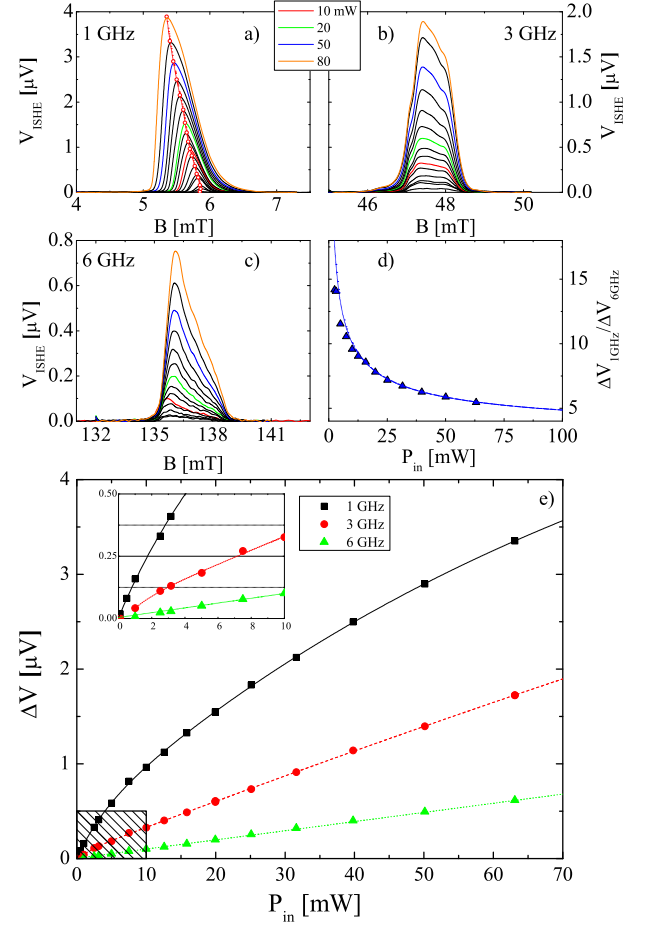 1 GHz
a)
10 mW
20
50
80
b)
3 GHz
V_ISHE [µV]
4
3
2
1
0
4 5 6 7
B [mT]
46 48 50
B [mT]
2.0
1.5
1.0
0.5
0.0
V_ISHE [µV]
6 GHz
c)
V_ISHE [µV]
0.8
0.6
0.4
0.2
0.0
132 135 138 141
B [mT]
d)
15
10
5
ΔV_1GHz/ΔV_6GHz
0 25 50 75 100
P_in [mW]
e)
1 GHz
3 GHz
6 GHz
0.50
0.25
0.00
0 2 4 6 8 10
ΔV [µV]
4
3
2
1
0
0 10 20 30 40 50 60 70
P_in [mW]